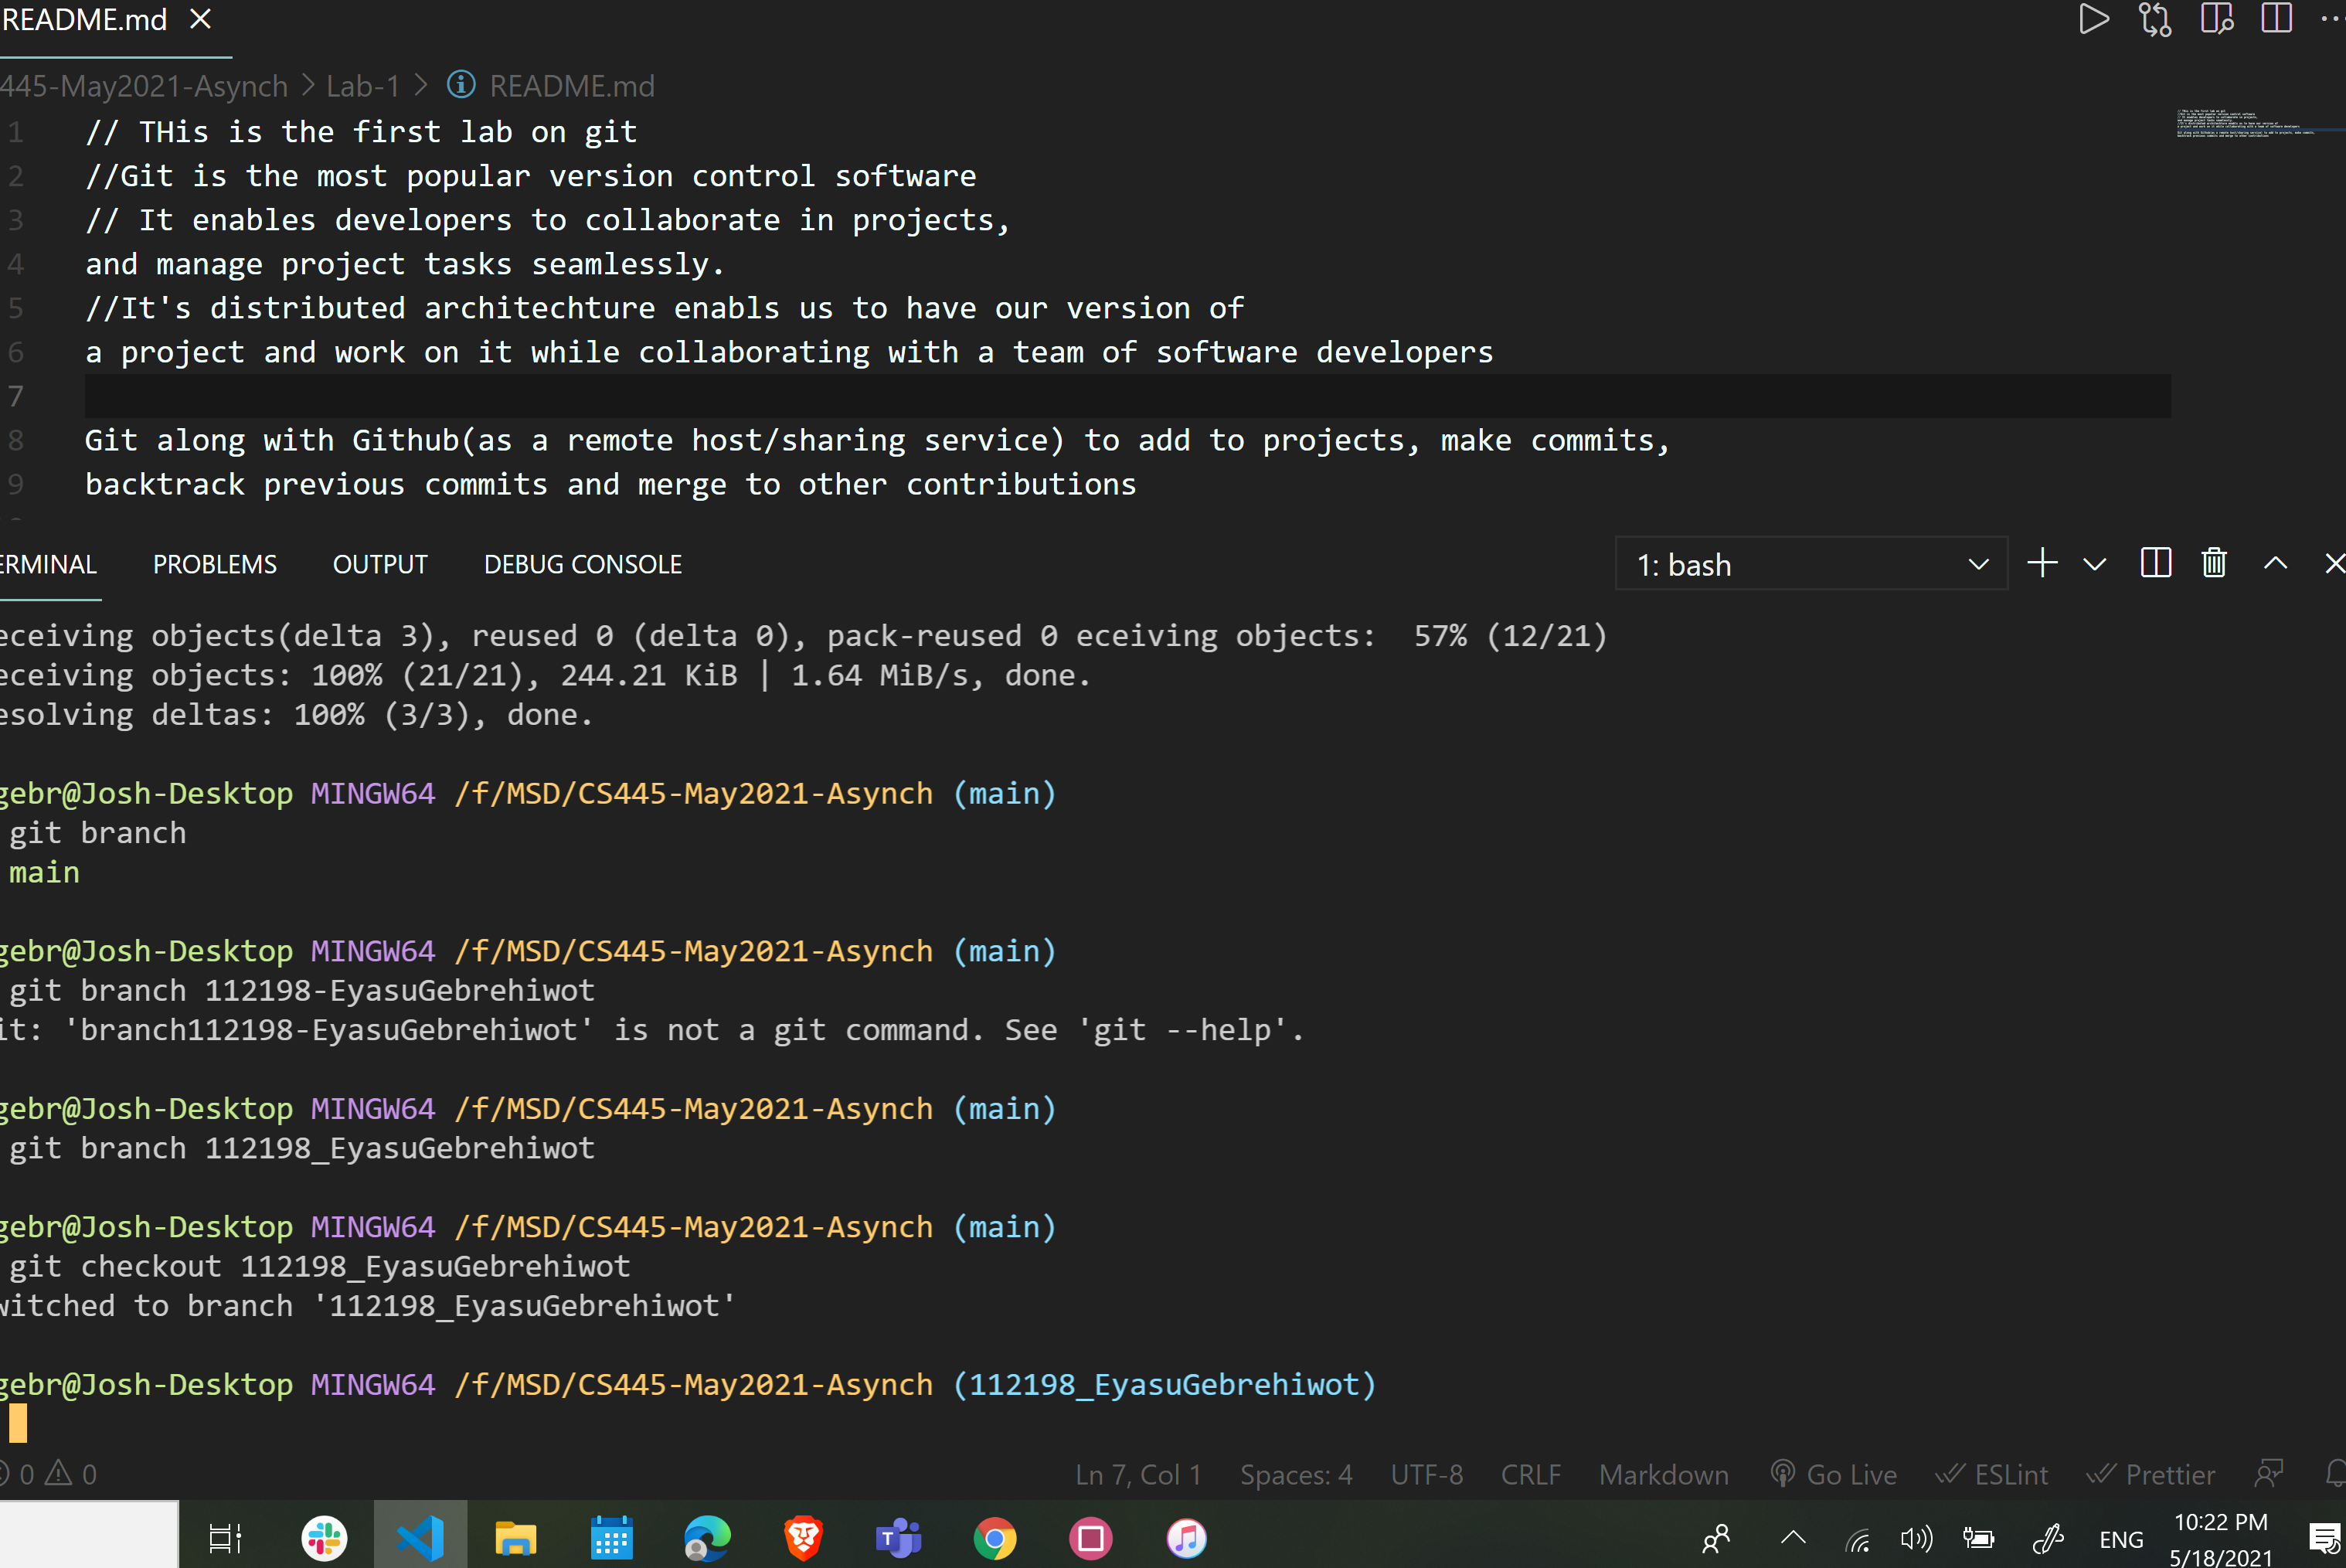 README.md
445-May2021-Asynch > Lab-1 > README.md
1 // THis is the first lab on git
2 //Git is the most popular version control software
3 // It enables developers to collaborate in projects,
4 and manage project tasks seamlessly.
5 //It's distributed architechture enabls us to have our version of
6 a project and work on it while collaborating with a team of software developers
7
8 Git along with Github(as a remote host/sharing service) to add to projects, make commits,
9 backtrack previous commits and merge to other contributions
ERMINAL PROBLEMS OUTPUT DEBUG CONSOLE 1: bash
eceiving objects(delta 3), reused 0 (delta 0), pack-reused 0 eceiving objects:  57% (12/21)
eceiving objects: 100% (21/21), 244.21 KiB | 1.64 MiB/s, done.
esolving deltas: 100% (3/3), done.
gebr@Josh-Desktop MINGW64 /f/MSD/CS445-May2021-Asynch (main)
git branch
main
gebr@Josh-Desktop MINGW64 /f/MSD/CS445-May2021-Asynch (main)
git branch 112198-EyasuGebrehiwot
it: 'branch112198-EyasuGebrehiwot' is not a git command. See 'git --help'.
gebr@Josh-Desktop MINGW64 /f/MSD/CS445-May2021-Asynch (main)
git branch 112198_EyasuGebrehiwot
gebr@Josh-Desktop MINGW64 /f/MSD/CS445-May2021-Asynch (main)
git checkout 112198_EyasuGebrehiwot
witched to branch '112198_EyasuGebrehiwot'
gebr@Josh-Desktop MINGW64 /f/MSD/CS445-May2021-Asynch (112198_EyasuGebrehiwot)
0 0 Ln 7, Col 1 Spaces: 4 UTF-8 CRLF Markdown Go Live ESLint Prettier
ENG 10:22 PM
5/18/2021